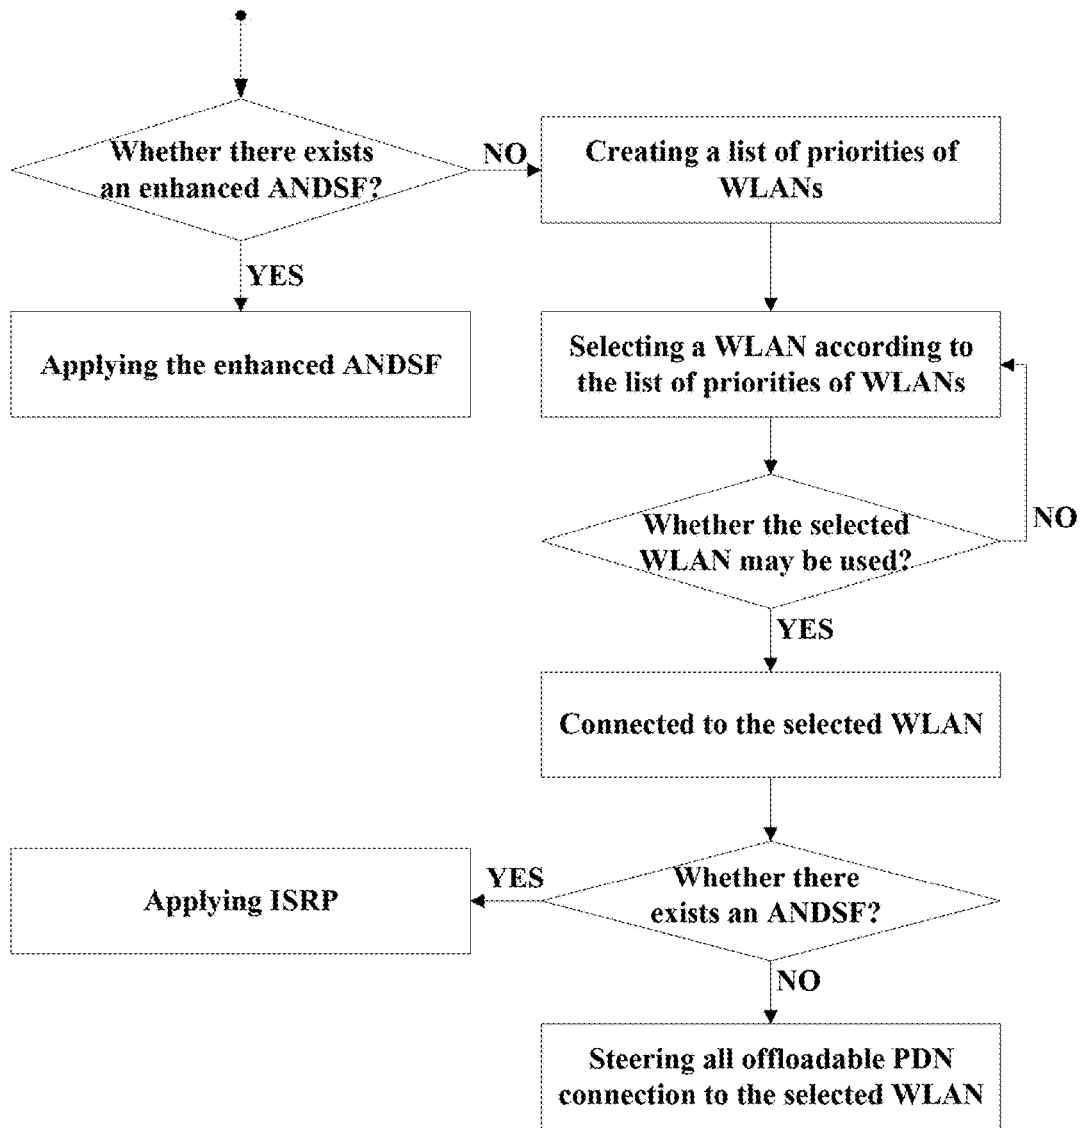 Whether there exists
an enhanced ANDSF?
NO
Creating a list of priorities of
WLANs
YES
Applying the enhanced ANDSF
Selecting a WLAN according to
the list of priorities of WLANs
Whether the selected
WLAN may be used?
NO
YES
Connected to the selected WLAN
Applying ISRP
YES
Whether there
exists an ANDSF?
NO
Steering all offloadable PDN
connection to the selected WLAN